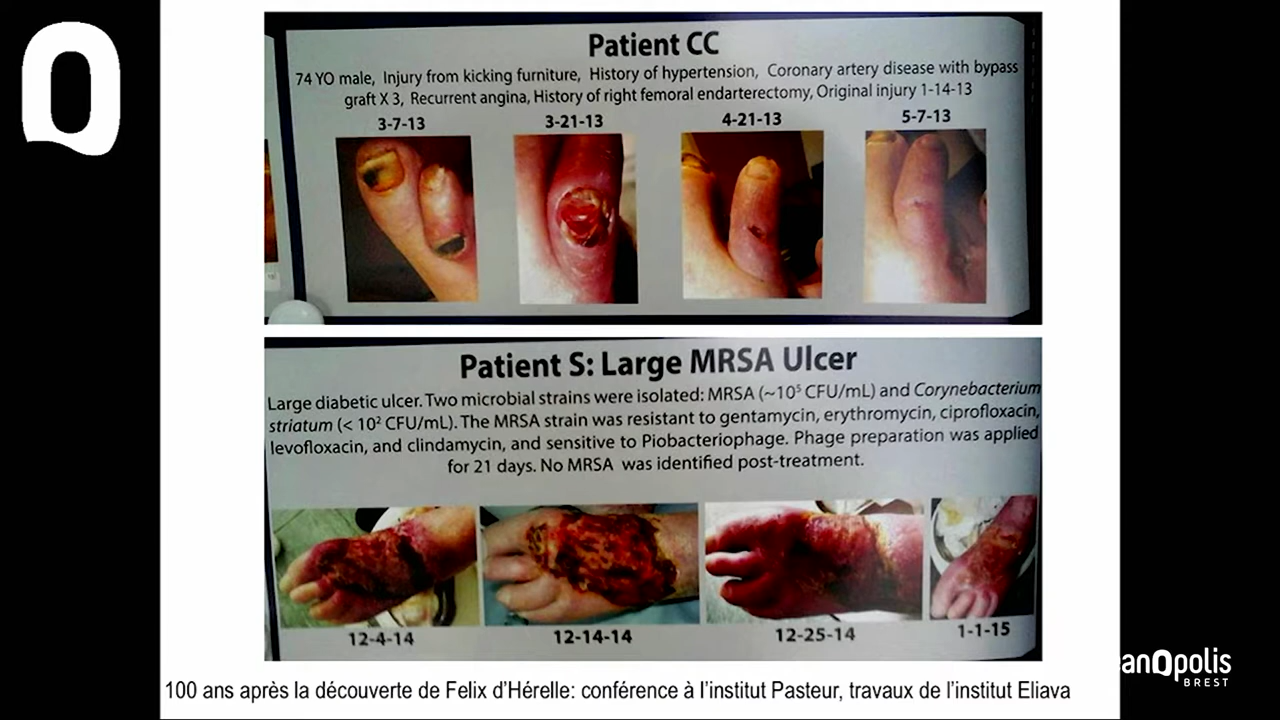 Patient CC
74 YO male, Injury from kicking furniture, History of hypertension, Coronary artery disease with bypass
graft X 3, Recurrent angina, History of right femoral endarterectomy, Original injury 1-14-13
3-7-13 3-21-13 4-21-13 5-7-13
Patient S: Large MRSA Ulcer
Large diabetic ulcer. Two microbial strains were isolated: MRSA (~10⁵ CFU/mL) and Corynebacterium
striatum (< 10² CFU/mL). The MRSA strain was resistant to gentamycin, erythromycin, ciprofloxacin,
levofloxacin, and clindamycin, and sensitive to Piobacteriophage. Phage preparation was applied
for 21 days. No MRSA was identified post-treatment.
12-4-14 12-14-14 12-25-14 1-1-15
100 ans après la découverte de Felix d’Hérelle: conférence à l’institut Pasteur, travaux de l’institut Eliava
anOpolis
BREST